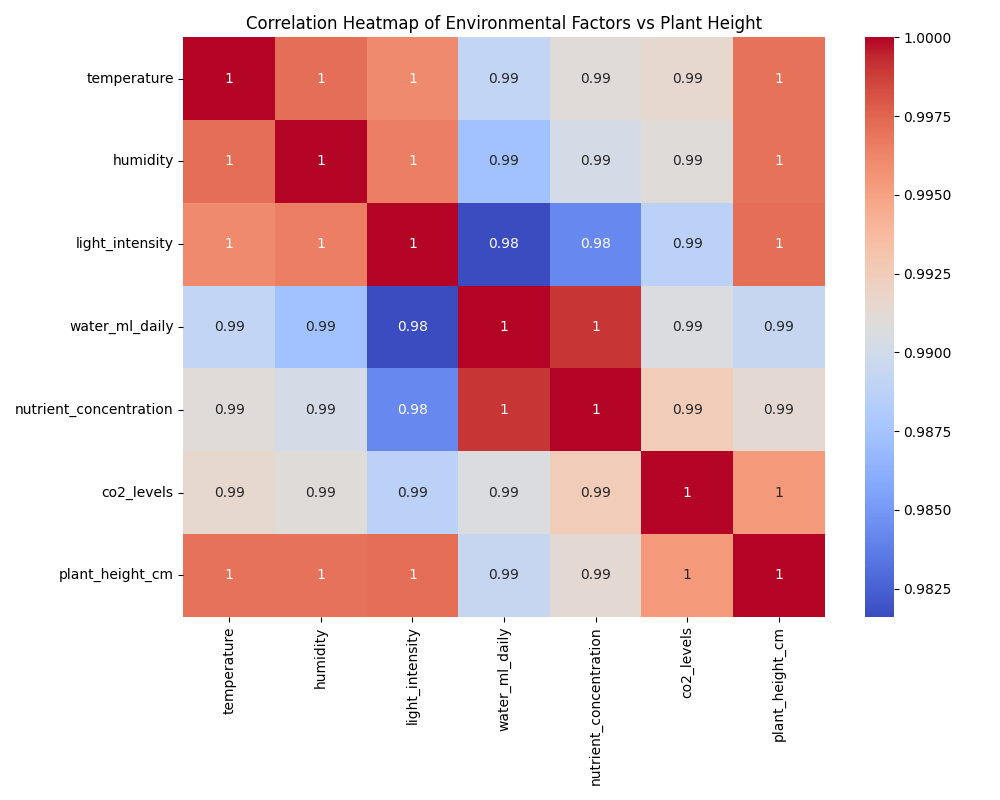 Correlation Heatmap of Environmental Factors vs Plant Height
temperature 1 1 1 0.99 0.99 0.99 1
humidity 1 1 1 0.99 0.99 0.99 1
light_intensity 1 1 1 0.98 0.98 0.99 1
water_ml_daily 0.99 0.99 0.98 1 1 0.99 0.99
nutrient_concentration 0.99 0.99 0.98 1 1 0.99 0.99
co2_levels 0.99 0.99 0.99 0.99 0.99 1 1
plant_height_cm 1 1 1 0.99 0.99 1 1
temperature
humidity
light_intensity
water_ml_daily
nutrient_concentration
co2_levels
plant_height_cm
1.0000
0.9975
0.9950
0.9925
0.9900
0.9875
0.9850
0.9825